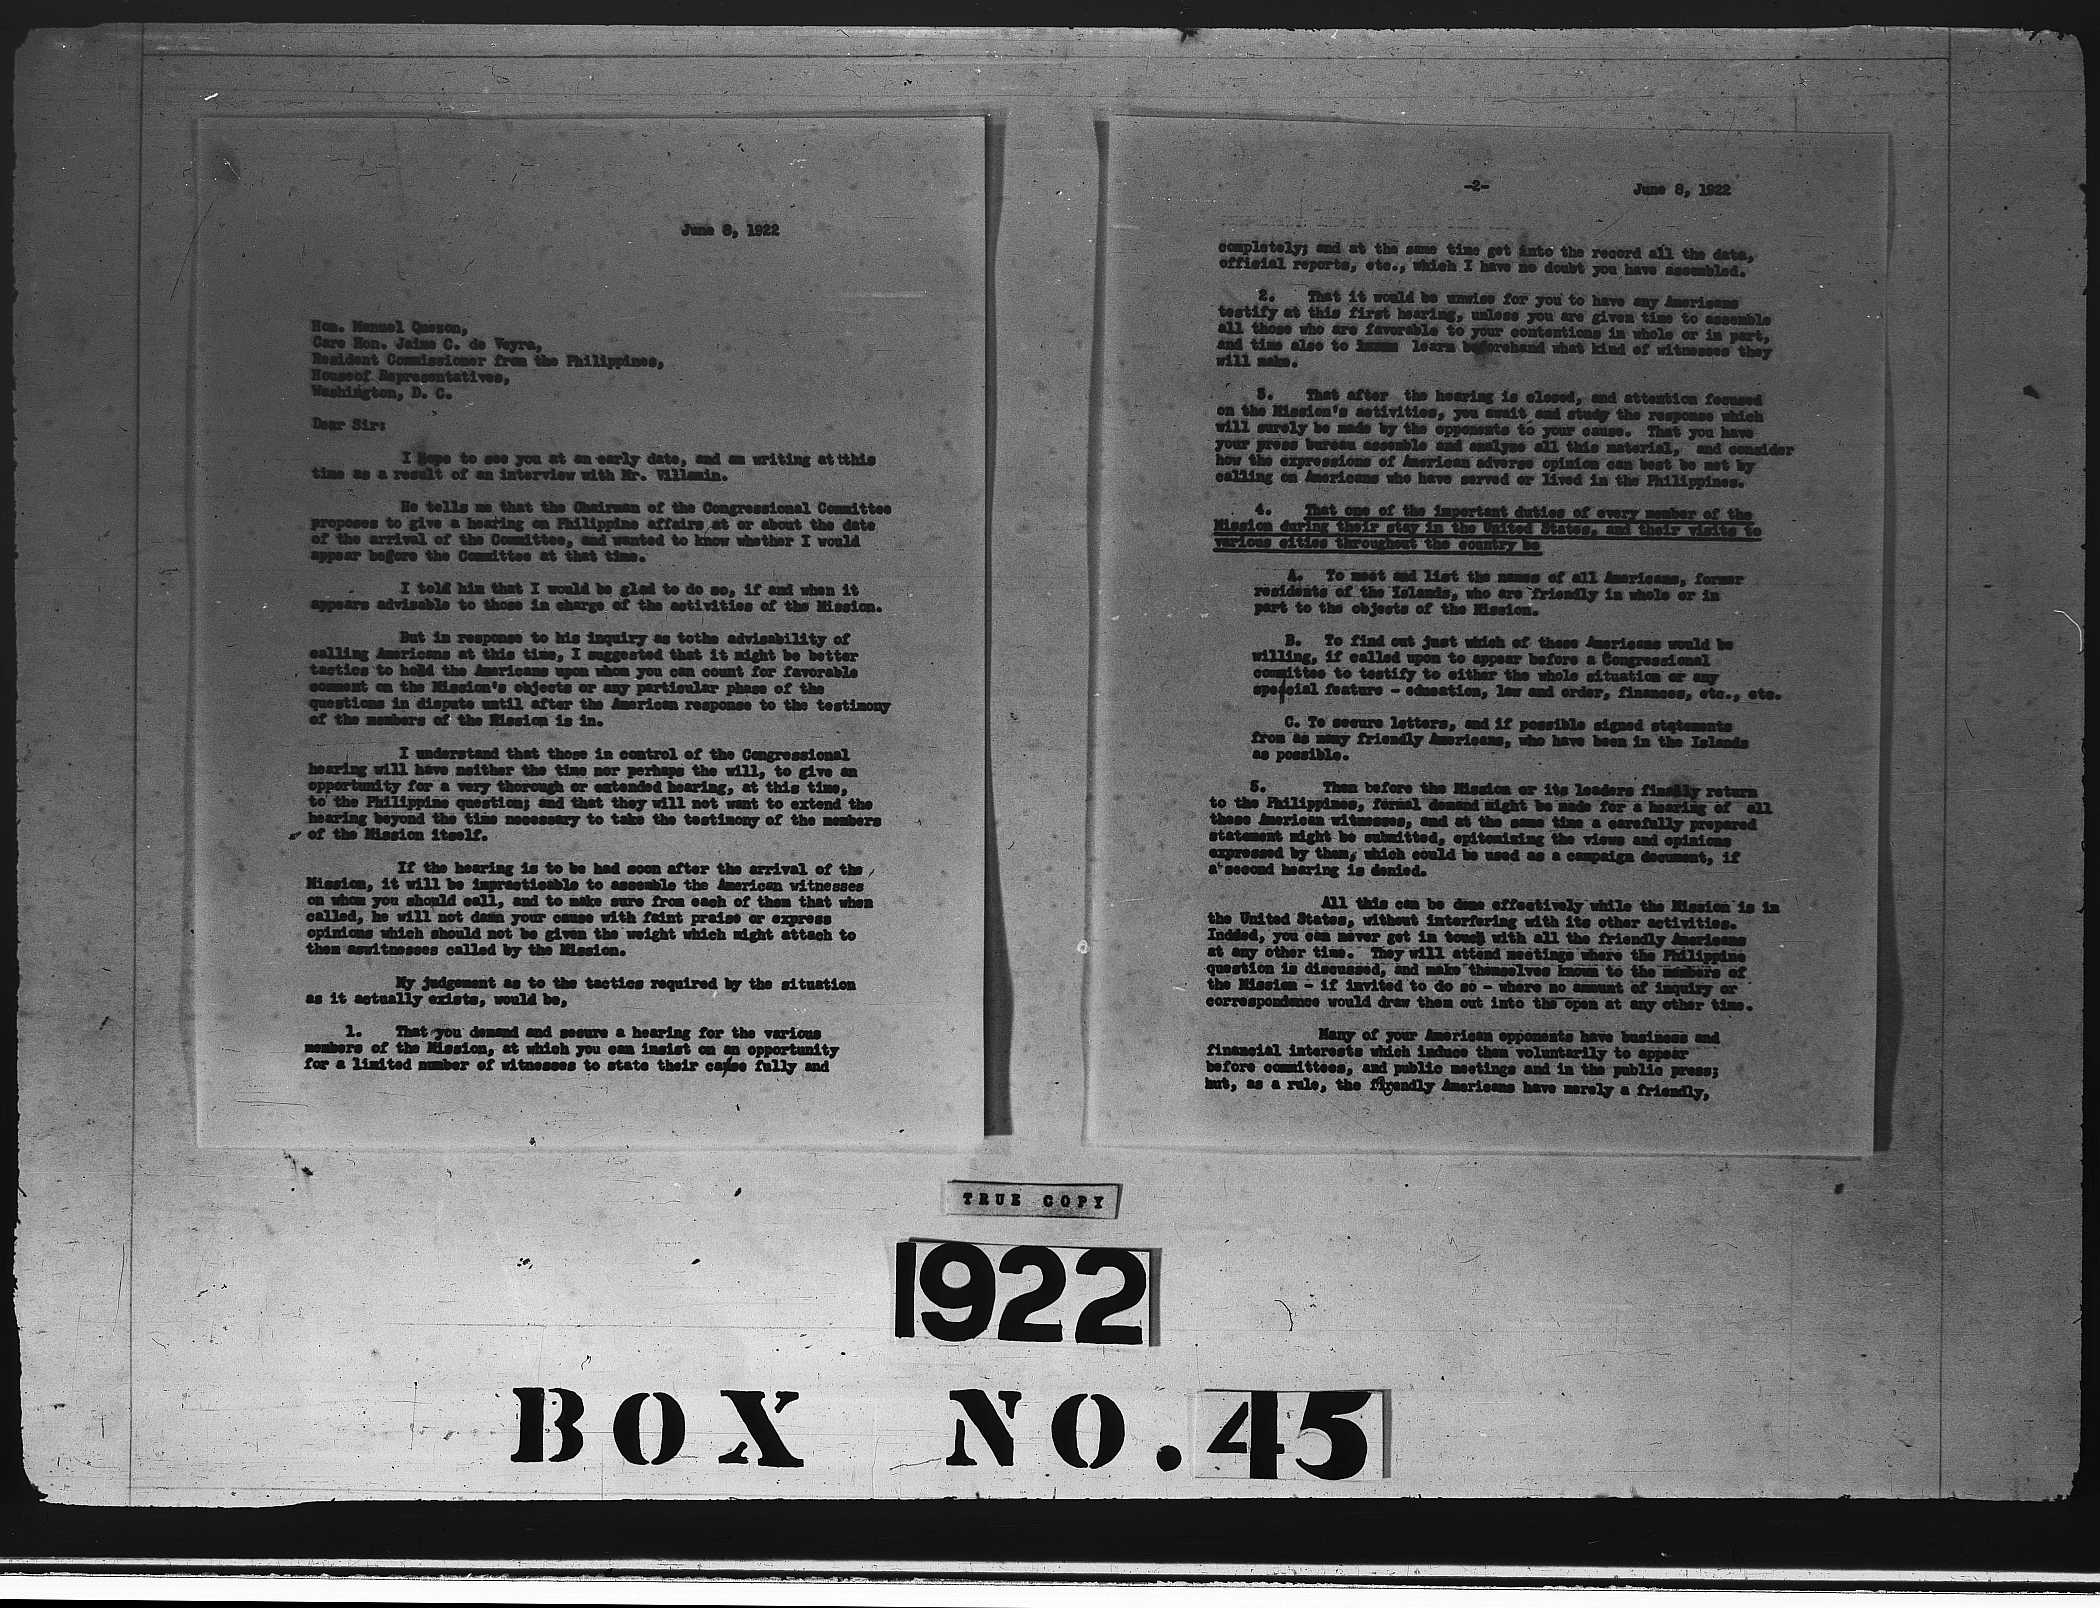 June 8, 1922
Hon. Manuel Quezon,
Care Hon. Jaime C. de Veyra,
Resident Commissioner from the Philippines,
Houseof Representatives,
Washington, D. C.
Dear Sir:
I Hope to see you at an early date, and am writing at tthis
time as a result of an interview with Mr. Villamin.
He tells me that the Chairman of the Congressional Committee
proposes to give a hearing on Philippine affairs at or about the date
of the arrival of the Committee, and wanted to know whether I would
appear before the Committee at that time.
I told him that I would be glad to do so, if and when it
appears advisable to those in charge of the activities of the Mission.
But in response to his inquiry as tothe advisability of
calling Americans at this time, I suggested that it might be better
tactics to hold the Americans upon whom you can count for favorable
comment on the Mission's objects or any particular phase of the
questions in dispute until after the American response to the testimony
of the members of the Mission is in.
I understand that those in control of the Congressional
hearing will have neither the time nor perhaps the will, to give an
opportunity for a very thorough or extended hearing, at this time,
to the Philippine question; and that they will not want to extend the
hearing beyond the time necessary to take the testimony of the members
of the Mission itself.
If the hearing is to be had soon after the arrival of the
Mission, it will be impracticable to assemble the American witnesses
on whom you should call, and to make sure from each of them that when
called, he will not damn your cause with faint praise or express
opinions which should not be given the weight which might attach to
them aswitnesses called by the Mission.
My judgement as to the tactics required by the situation
as it actually exists, would be,
1. That you demand and secure a hearing for the various
members of the Mission, at which you can insist on an opportunity
for a limited number of witnesses to state their cause fully and
-2-
June 8, 1922
completely; and at the same time get into the record all the data,
official reports, etc., which I have no doubt you have assembled.
2. That it would be unwise for you to have any Americans
testify at this first hearing, unless you are given time to assemble
all those who are favorable to your contentions in whole or in part,
and time also to learn beforehand what kind of witnesses they
will make.
3. That after the hearing is closed, and attention focused
on the Mission's activities, you await and study the response which
will surely be made by the opponents to your cause. That you have
your press bureau assemble and analyze all this material, and consider
how the expressions of American adverse opinion can best be met by
calling on Americans who have served or lived in the Philippines.
4. That one of the important duties of every member of the
Mission during their stay in the United States, and their visits to
various cities throughout the country be
A. To meet and list the names of all Americans, former
residents of the Islands, who are friendly in whole or in
part to the objects of the Mission.
B. To find out just which of these Americans would be
willing, if called upon to appear before a Congressional
committee to testify to either the whole situation or any
special feature - education, law and order, finances, etc., etc.
C. To secure letters, and if possible signed statements
from as many friendly Americans, who have been in the Islands
as possible.
5. Then before the Mission or its leaders finally return
to the Philippines, formal demand might be made for a hearing of all
these American witnesses, and at the same time a carefully prepared
statement might be submitted, epitomizing the views and opinions
expressed by them, which could be used as a campaign document, if
a second hearing is denied.
All this can be done effectively while the Mission is in
the United States, without interfering with its other activities.
Indeed, you can never get in touch with all the friendly Americans
at any other time. They will attend meetings where the Philippine
question is discussed, and make themselves known to the members of
the Mission - if invited to do so - where no amount of inquiry or
correspondence would draw them out into the open at any other time.
Many of your American opponents have business and
financial interests which induce them voluntarily to appear
before committees, and public meetings and in the public press;
but, as a rule, the friendly Americans have merely a friendly,
TRUE COPY
1922
BOX NO. 45